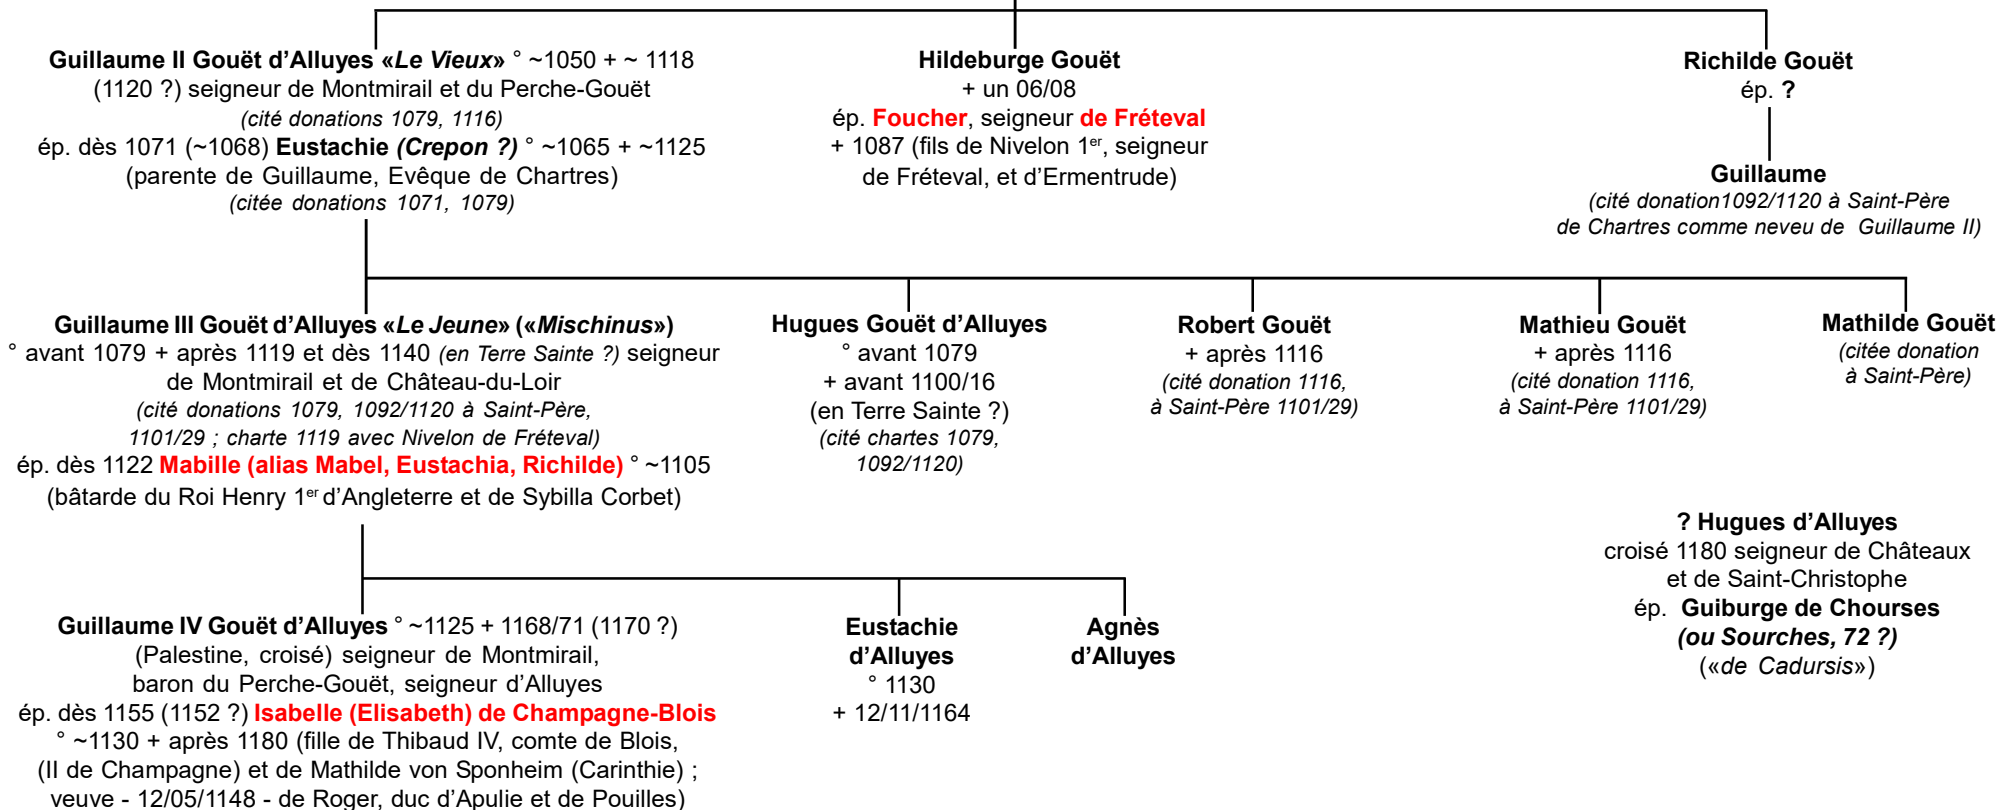 Guillaume II Gouët d’Alluyes «Le Vieux» ° ~1050 + ~ 1118
(1120 ?) seigneur de Montmirail et du Perche-Gouët
(cité donations 1079, 1116)
ép. dès 1071 (~1068) Eustachie (Crepon ?) ° ~1065 + ~1125
(parente de Guillaume, Evêque de Chartres)
(citée donations 1071, 1079)
Hildeburge Gouët
+ un 06/08
ép. Foucher, seigneur de Fréteval
+ 1087 (fils de Nivelon 1er, seigneur
de Fréteval, et d’Ermentrude)
Richilde Gouët
ép. ?
Guillaume
(cité donation1092/1120 à Saint-Père
de Chartres comme neveu de Guillaume II)
Guillaume III Gouët d’Alluyes «Le Jeune» («Mischinus»)
° avant 1079 + après 1119 et dès 1140 (en Terre Sainte ?) seigneur
de Montmirail et de Château-du-Loir
(cité donations 1079, 1092/1120 à Saint-Père,
1101/29 ; charte 1119 avec Nivelon de Fréteval)
ép. dès 1122 Mabille (alias Mabel, Eustachia, Richilde) ° ~1105
(bâtarde du Roi Henry 1er d’Angleterre et de Sybilla Corbet)
Hugues Gouët d’Alluyes
° avant 1079
+ avant 1100/16
(en Terre Sainte ?)
(cité chartes 1079,
1092/1120)
Robert Gouët
+ après 1116
(cité donation 1116,
à Saint-Père 1101/29)
Mathieu Gouët
+ après 1116
(cité donation 1116,
à Saint-Père 1101/29)
Mathilde Gouët
(citée donation
à Saint-Père)
? Hugues d’Alluyes
croisé 1180 seigneur de Châteaux
et de Saint-Christophe
ép. Guiburge de Chourses
(ou Sourches, 72 ?)
(«de Cadursis»)
Guillaume IV Gouët d’Alluyes ° ~1125 + 1168/71 (1170 ?)
(Palestine, croisé) seigneur de Montmirail,
baron du Perche-Gouët, seigneur d’Alluyes
ép. dès 1155 (1152 ?) Isabelle (Elisabeth) de Champagne-Blois
° ~1130 + après 1180 (fille de Thibaud IV, comte de Blois,
(II de Champagne) et de Mathilde von Sponheim (Carinthie) ;
veuve - 12/05/1148 - de Roger, duc d’Apulie et de Pouilles)
Eustachie
d’Alluyes
° 1130
+ 12/11/1164
Agnès
d’Alluyes